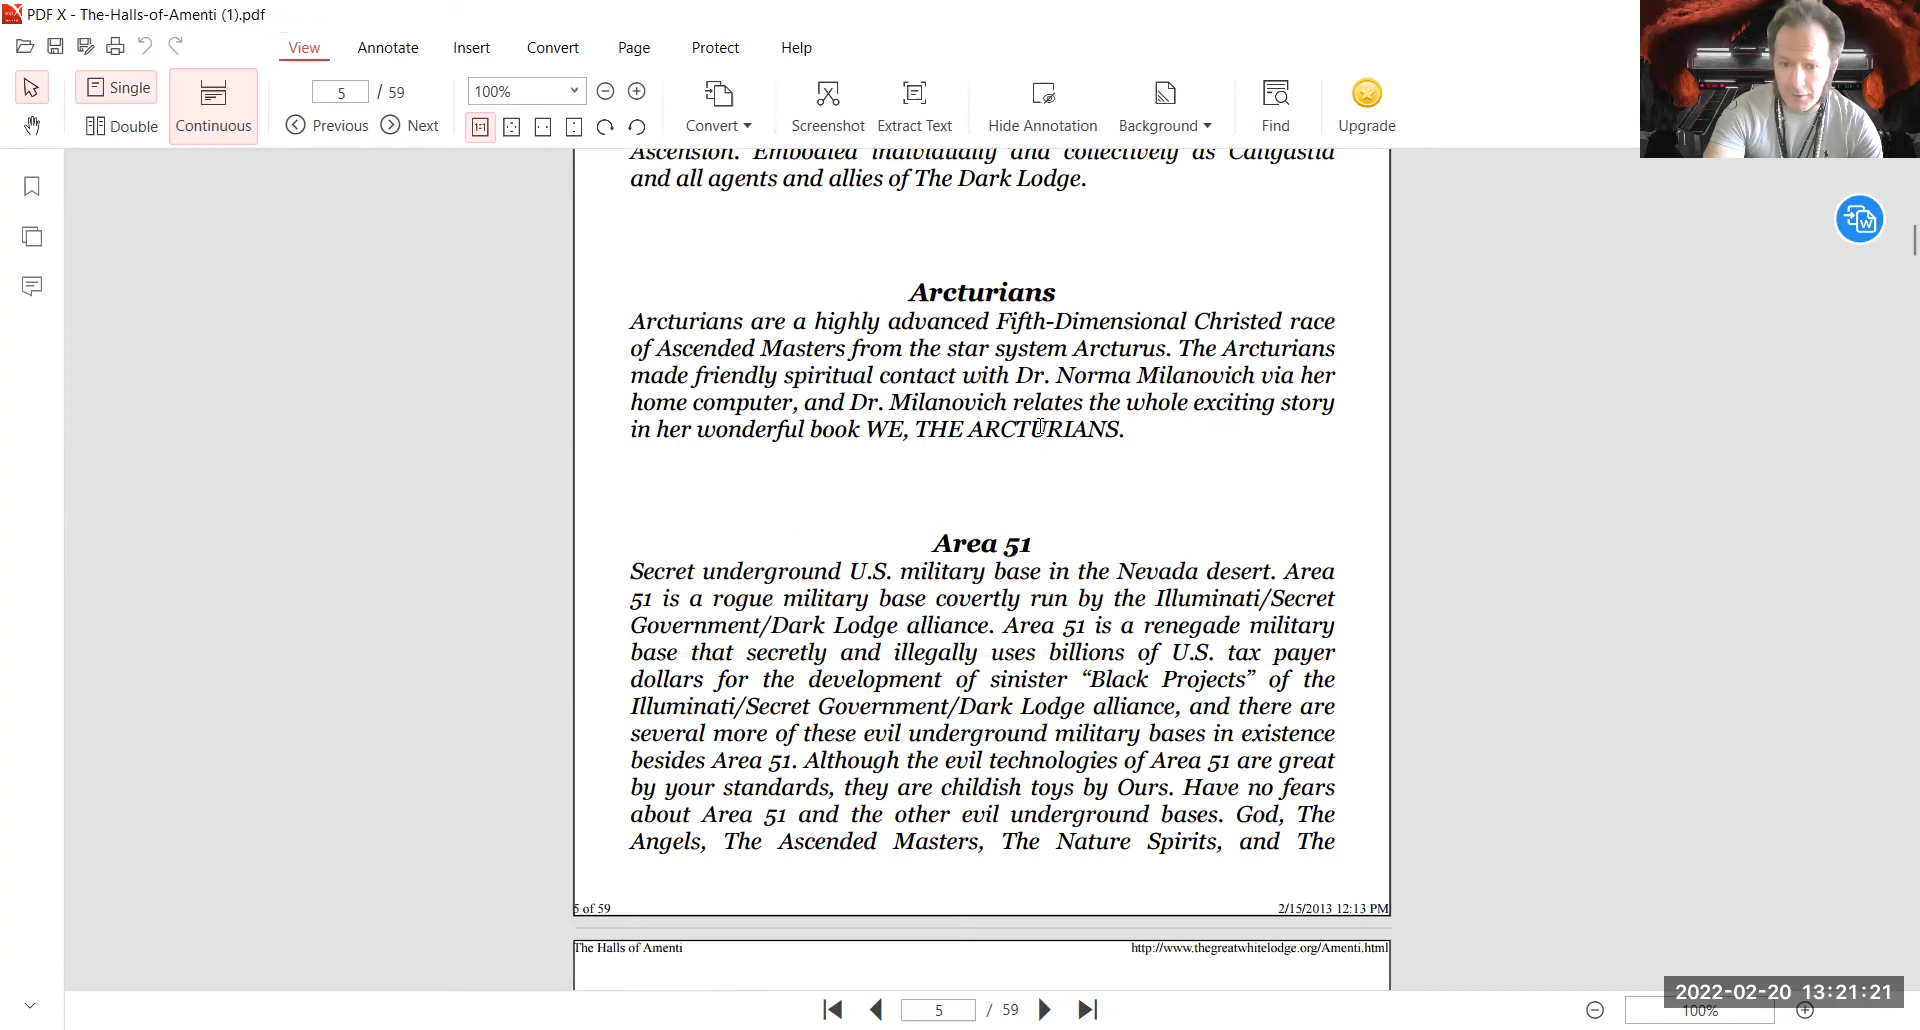 PDF X - The-Halls-of-Amenti (1).pdf
View Annotate Insert Convert Page Protect Help
Single
Double
Continuous
5 / 59
Previous Next
100%
Convert
Screenshot Extract Text
Hide Annotation Background
Find
Upgrade
Ascension. Embodied individually and collectively as Caligastia
and all agents and allies of The Dark Lodge.
Arcturians
Arcturians are a highly advanced Fifth-Dimensional Christed race
of Ascended Masters from the star system Arcturus. The Arcturians
made friendly spiritual contact with Dr. Norma Milanovich via her
home computer, and Dr. Milanovich relates the whole exciting story
in her wonderful book WE, THE ARCTURIANS.
Area 51
Secret underground U.S. military base in the Nevada desert. Area
51 is a rogue military base covertly run by the Illuminati/Secret
Government/Dark Lodge alliance. Area 51 is a renegade military
base that secretly and illegally uses billions of U.S. tax payer
dollars for the development of sinister “Black Projects” of the
Illuminati/Secret Government/Dark Lodge alliance, and there are
several more of these evil underground military bases in existence
besides Area 51. Although the evil technologies of Area 51 are great
by your standards, they are childish toys by Ours. Have no fears
about Area 51 and the other evil underground bases. God, The
Angels, The Ascended Masters, The Nature Spirits, and The
5 of 59 2/15/2013 12:13 PM
The Halls of Amenti http://www.thegreatwhitelodge.org/Amenti.html
2022-02-20 13:21:21
5 / 59
100%